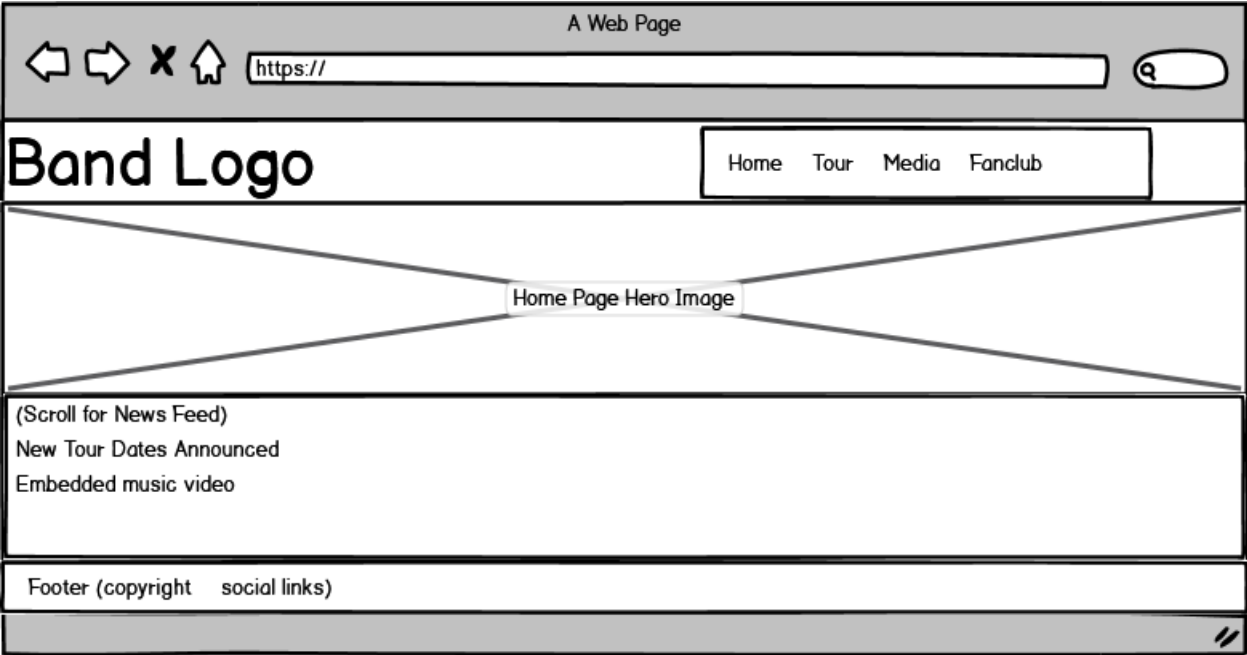 A Web Page
https://
Band Logo
Home Tour Media Fanclub
Home Page Hero Image
(Scroll for News Feed)
New Tour Dates Announced
Embedded music video
Footer (copyright social links)